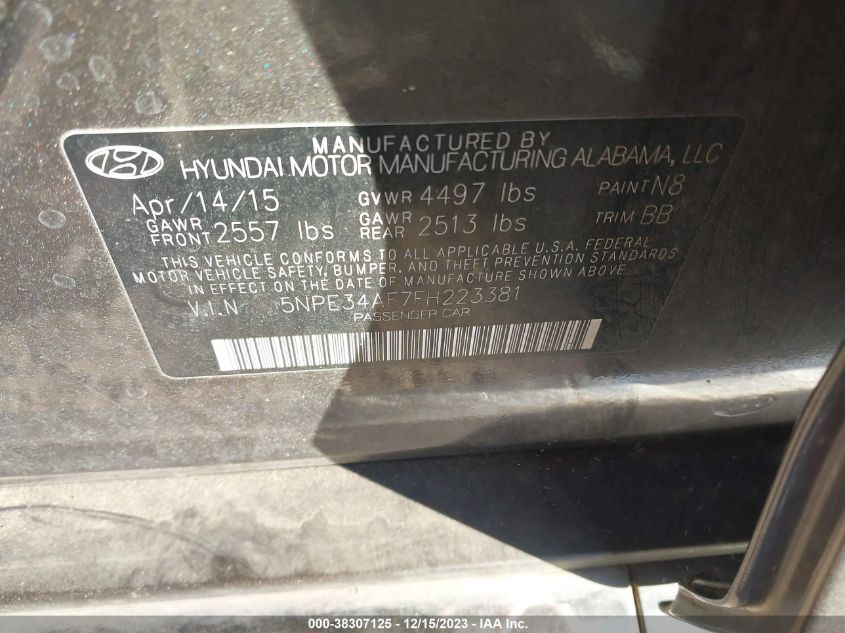 MANUFACTURED BY
HYUNDAI MOTOR MANUFACTURING ALABAMA, LLC
Apr/14/15 GVWR 4497 lbs PAINT N8
GAWR FRONT 2557 lbs GAWR REAR 2513 lbs TRIM BB
THIS VEHICLE CONFORMS TO ALL APPLICABLE U.S.A. FEDERAL
MOTOR VEHICLE SAFETY, BUMPER, AND THEFT PREVENTION STANDARDS
IN EFFECT ON THE DATE OF MANUFACTURE SHOWN ABOVE
V.I.N 5NPE34AF7FH223381
PASSENGER CAR
000-38307125 - 12/15/2023 - IAA Inc.